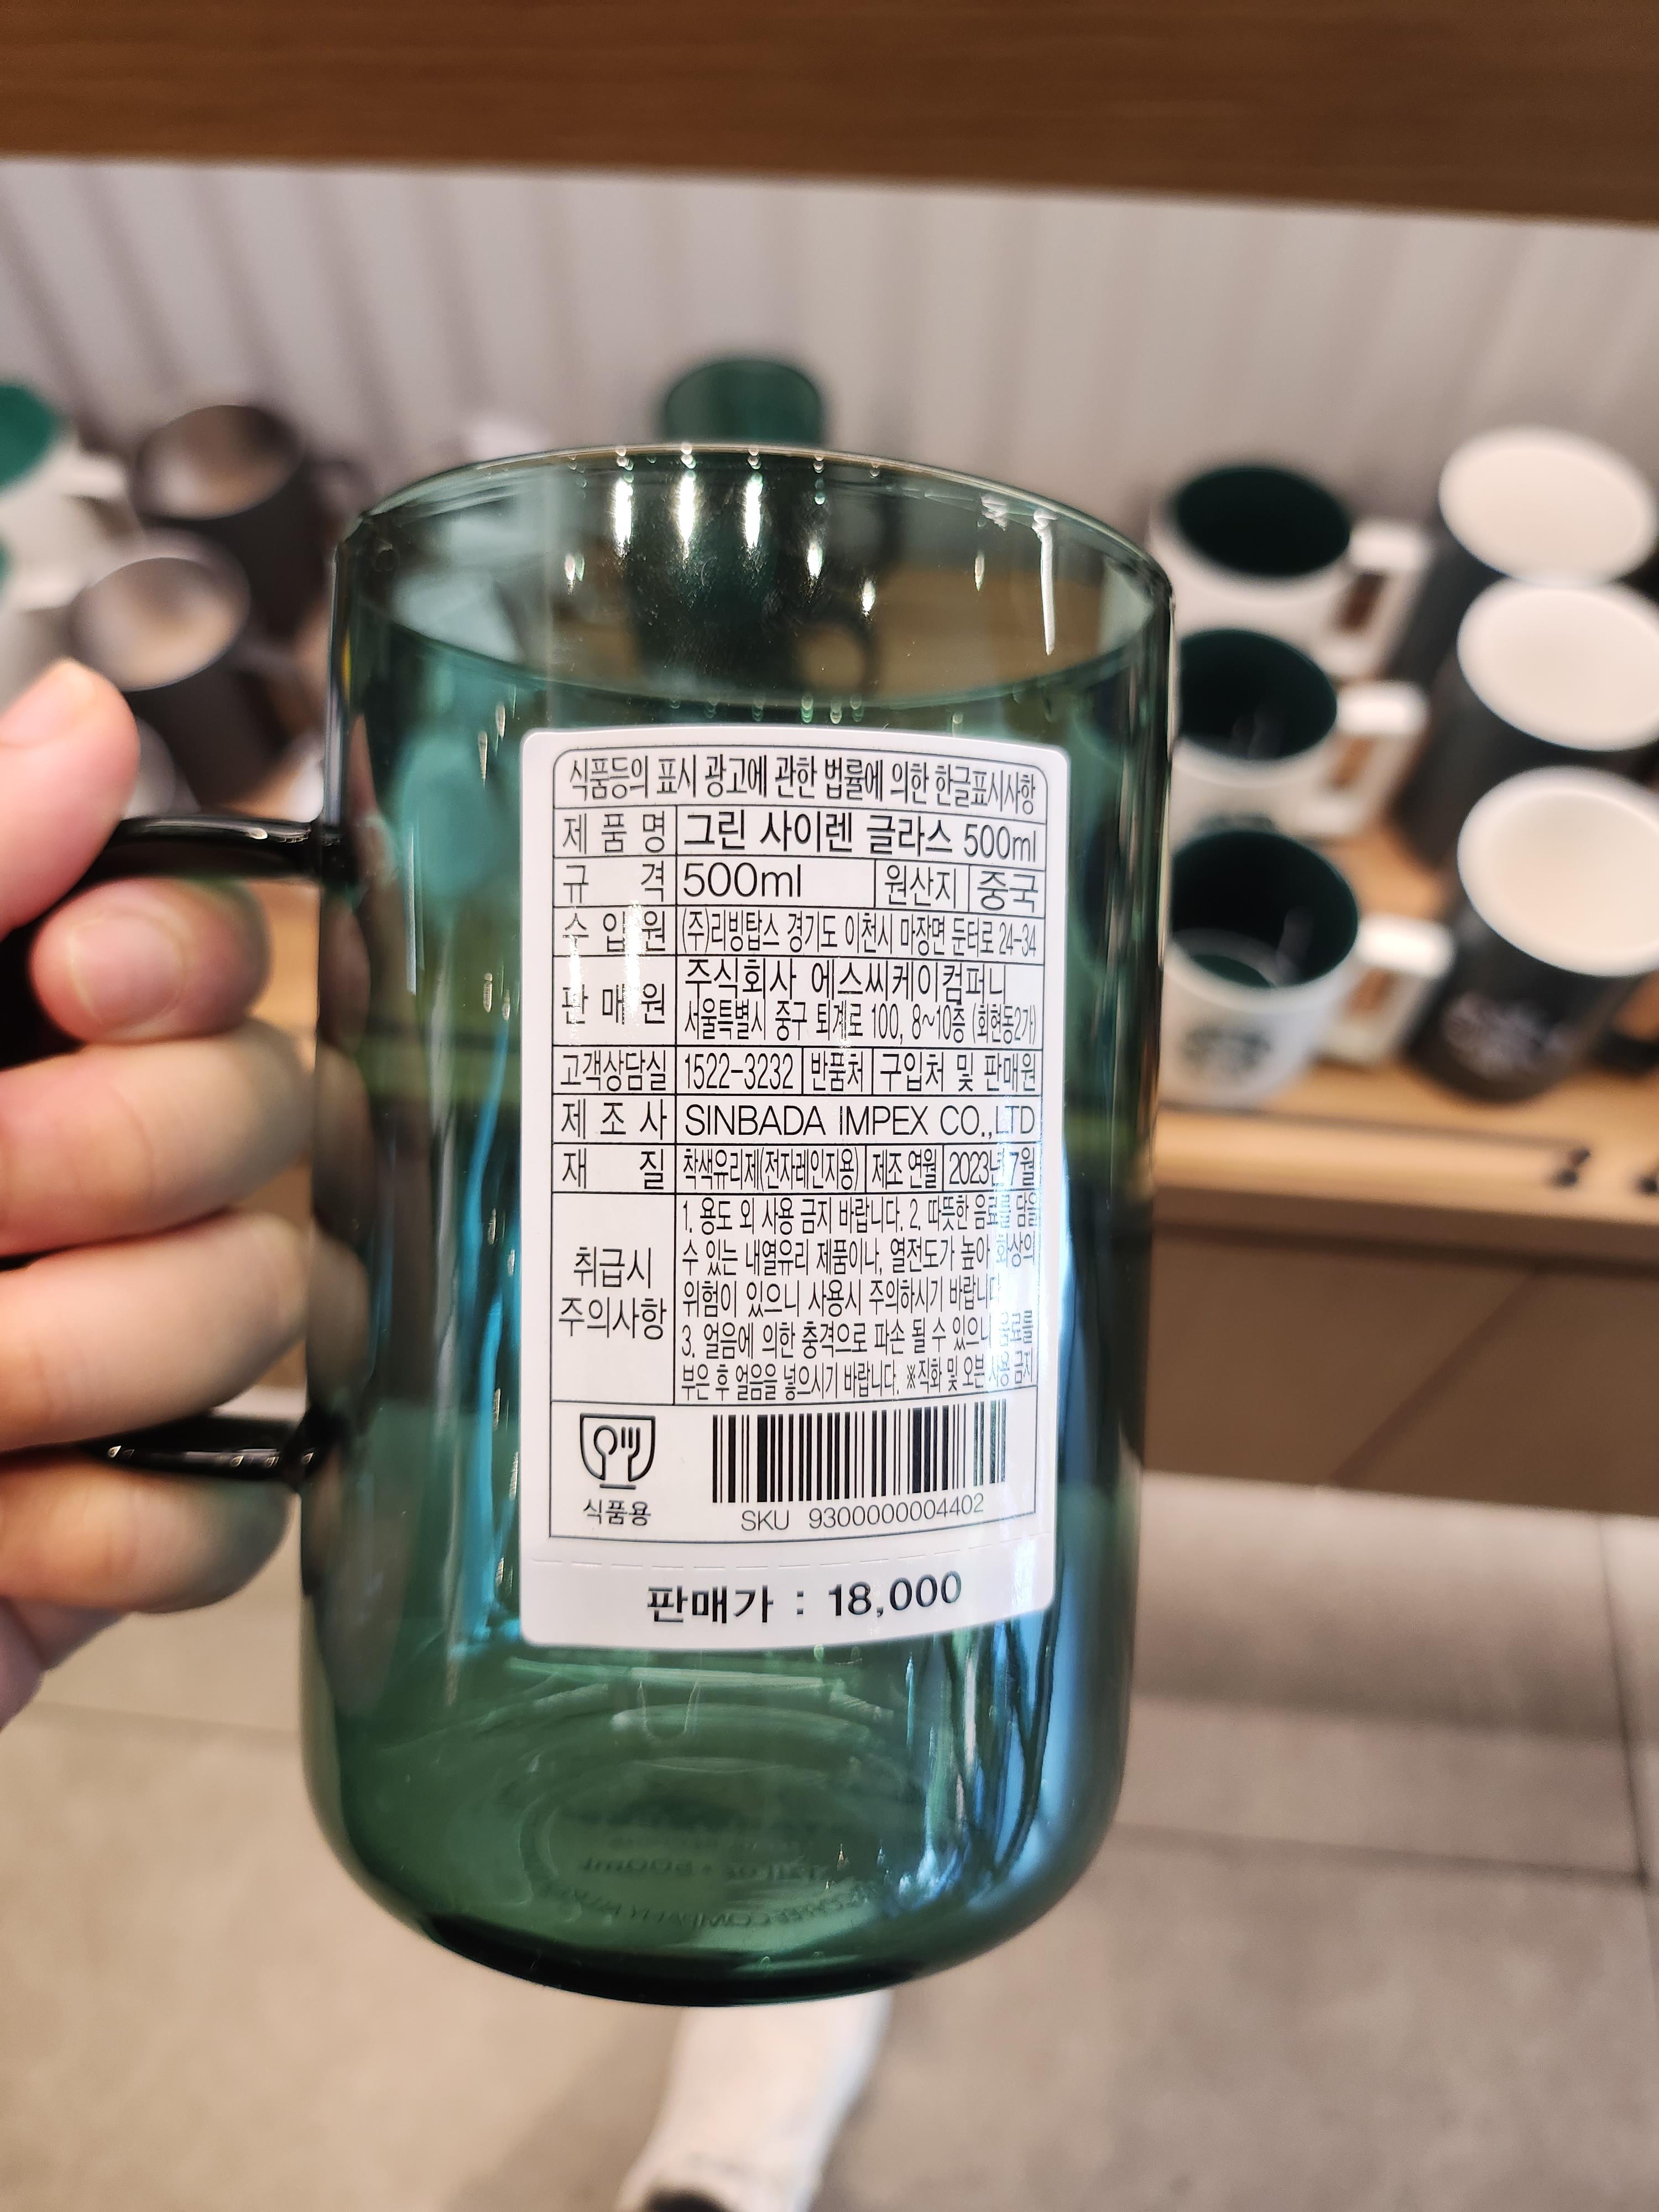 식품등의 표시 광고에 관한 법률에 의한 한글표시사항
제 품 명 그린 사이렌 글라스 500ml
규 격 500ml 원산지 중국
수 입 원 (주)리빙탑스 경기도 이천시 마장면 둔터로 24-34
판 매 원 주식회사 에스씨케이컴퍼니
서울특별시 중구 퇴계로 100, 8~10층 (회현동2가)
고객상담실 1522-3232 반품처 구입처 및 판매원
제 조 사 SINBADA IMPEX CO.,LTD
재 질 착색유리제(전자레인지용) 제조 연월 2023년 7월
취급시
주의사항
1. 용도 외 사용 금지 바랍니다. 2. 따뜻한 음료를 담을
수 있는 내열유리 제품이나, 열전도가 높아 화상의
위험이 있으니 사용시 주의하시기 바랍니다
3. 얼음에 의한 충격으로 파손 될 수 있으니 음료를
부은 후 얼음을 넣으시기 바랍니다. ※직화 및 오븐 사용 금지
식품용
SKU 9300000004402
판매가 : 18,000